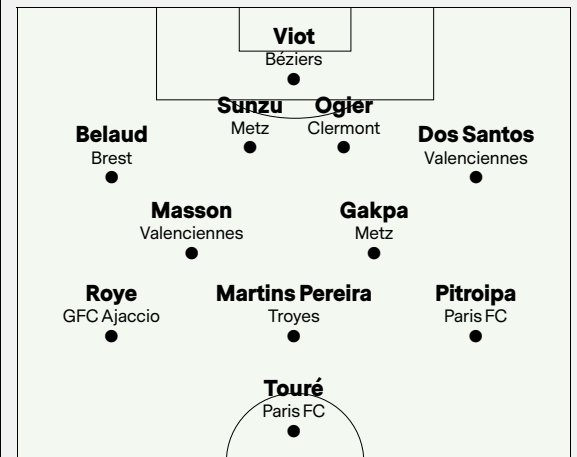 Viot
Béziers
Sunzu
Metz
Ogier
Clermont
Belaud
Brest
Dos Santos
Valenciennes
Masson
Valenciennes
Gakpa
Metz
Roye
GFC Ajaccio
Martins Pereira
Troyes
Pitroipa
Paris FC
Touré
Paris FC